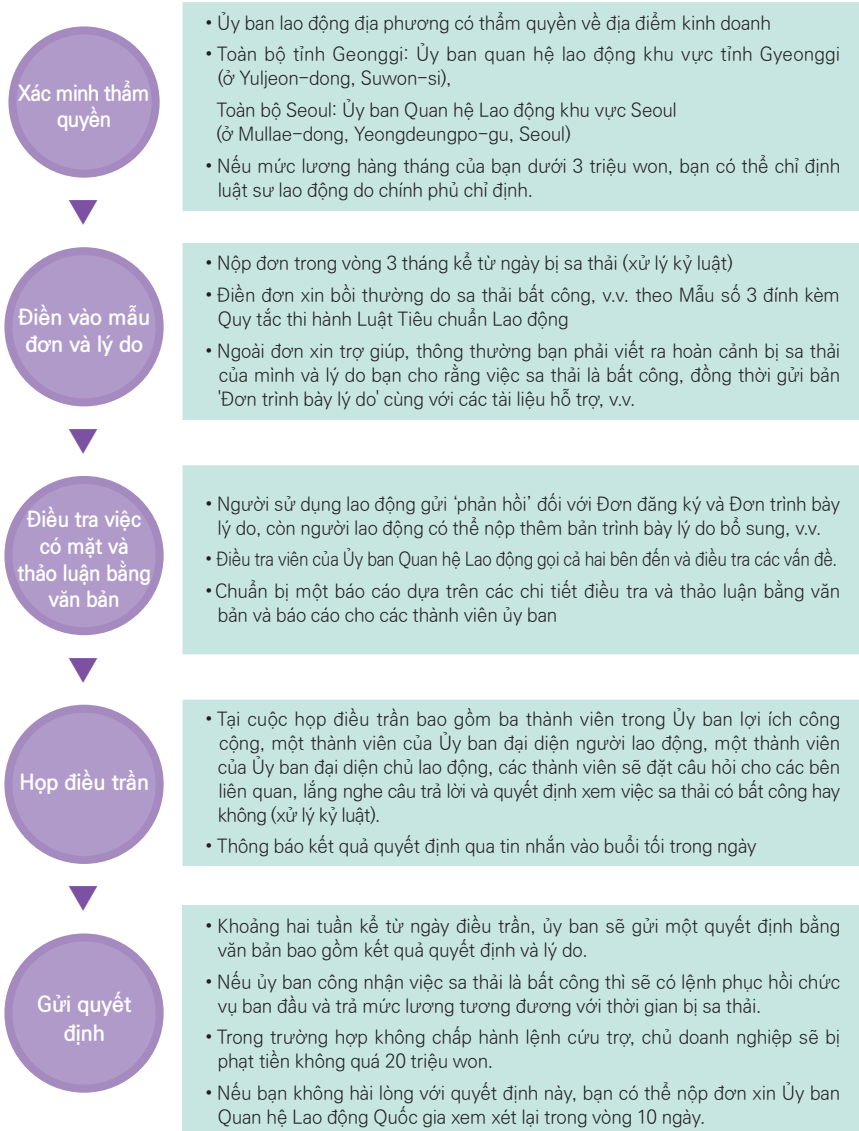 Xác minh thẩm
quyền
• Ủy ban lao động địa phương có thẩm quyền về địa điểm kinh doanh
• Toàn bộ tỉnh Geonggi: Ủy ban quan hệ lao động khu vực tỉnh Gyeonggi
(ở Yuljeon-dong, Suwon-si),
Toàn bộ Seoul: Ủy ban Quan hệ Lao động khu vực Seoul
(ở Mullae-dong, Yeongdeungpo-gu, Seoul)
• Nếu mức lương hàng tháng của bạn dưới 3 triệu won, bạn có thể chỉ định
luật sư lao động do chính phủ chỉ định.
Điền vào mẫu
đơn và lý do
• Nộp đơn trong vòng 3 tháng kể từ ngày bị sa thải (xử lý kỷ luật)
• Điền đơn xin bồi thường do sa thải bất công, v.v. theo Mẫu số 3 đính kèm
Quy tắc thi hành Luật Tiêu chuẩn Lao động
• Ngoài đơn xin trợ giúp, thông thường bạn phải viết ra hoàn cảnh bị sa thải
của mình và lý do bạn cho rằng việc sa thải là bất công, đồng thời gửi bản
'Đơn trình bày lý do' cùng với các tài liệu hỗ trợ, v.v.
Điều tra việc
có mặt và
thảo luận bằng
văn bản
• Người sử dụng lao động gửi ‘phản hồi’ đối với Đơn đăng ký và Đơn trình bày
lý do, còn người lao động có thể nộp thêm bản trình bày lý do bổ sung, v.v.
• Điều tra viên của Ủy ban Quan hệ Lao động gọi cả hai bên đến và điều tra các vấn đề.
• Chuẩn bị một báo cáo dựa trên các chi tiết điều tra và thảo luận bằng văn
bản và báo cáo cho các thành viên ủy ban
Họp điều trần
• Tại cuộc họp điều trần bao gồm ba thành viên trong Ủy ban lợi ích công
cộng, một thành viên của Ủy ban đại diện người lao động, một thành viên
của Ủy ban đại diện chủ lao động, các thành viên sẽ đặt câu hỏi cho các bên
liên quan, lắng nghe câu trả lời và quyết định xem việc sa thải có bất công hay
không (xử lý kỷ luật).
• Thông báo kết quả quyết định qua tin nhắn vào buổi tối trong ngày
Gửi quyết
định
• Khoảng hai tuần kể từ ngày điều trần, ủy ban sẽ gửi một quyết định bằng
văn bản bao gồm kết quả quyết định và lý do.
• Nếu ủy ban công nhận việc sa thải là bất công thì sẽ có lệnh phục hồi chức
vụ ban đầu và trả mức lương tương đương với thời gian bị sa thải.
• Trong trường hợp không chấp hành lệnh cứu trợ, chủ doanh nghiệp sẽ bị
phạt tiền không quá 20 triệu won.
• Nếu bạn không hài lòng với quyết định này, bạn có thể nộp đơn xin Ủy ban
Quan hệ Lao động Quốc gia xem xét lại trong vòng 10 ngày.